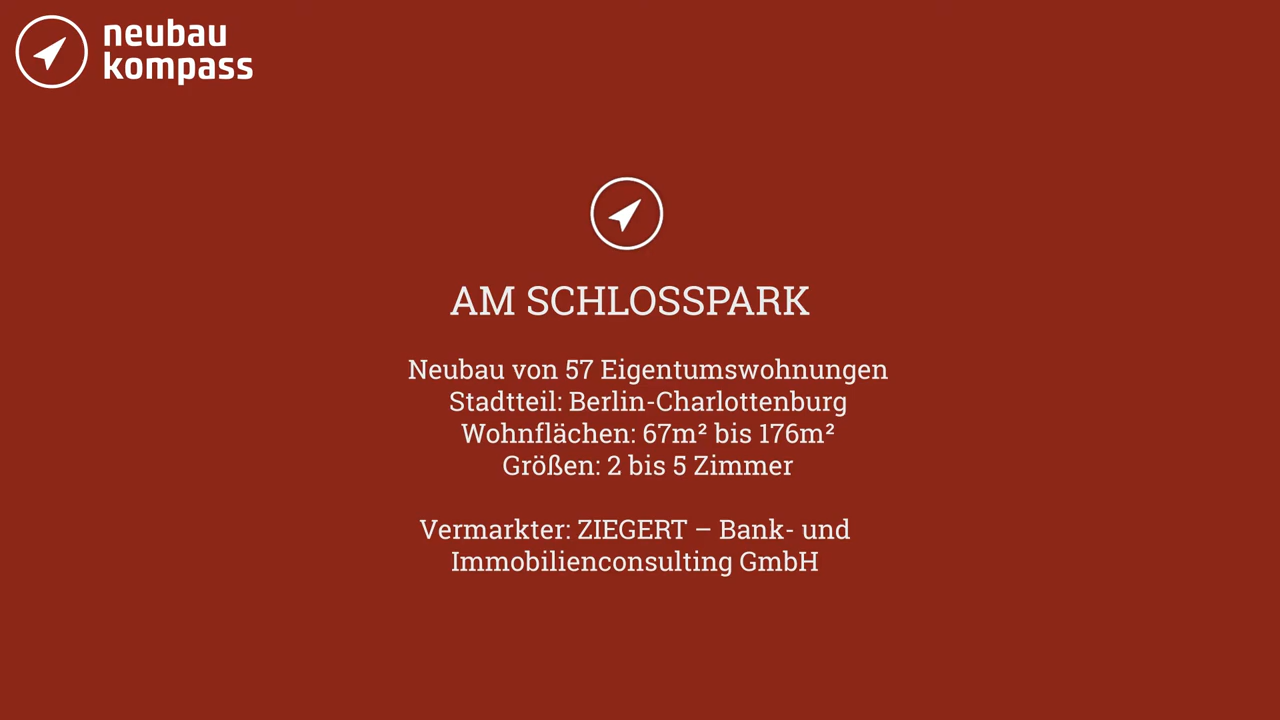 neubau
kompass
AM SCHLOSSPARK
Neubau von 57 Eigentumswohnungen
Stadtteil: Berlin-Charlottenburg
Wohnflächen: 67m² bis 176m²
Größen: 2 bis 5 Zimmer
Vermarkter: ZIEGERT – Bank- und
Immobilienconsulting GmbH